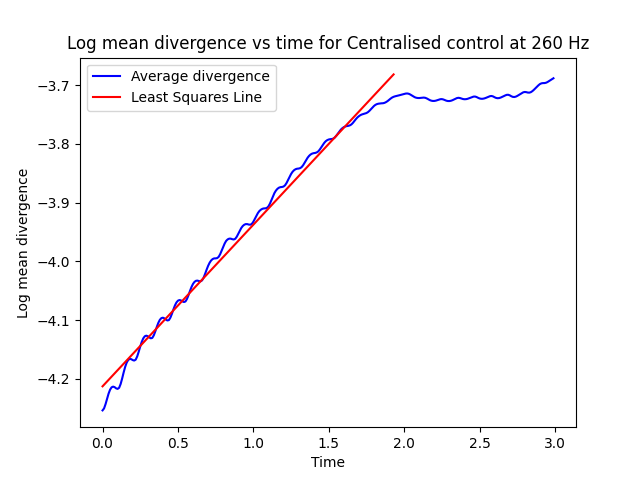 Log mean divergence vs time for Centralised control at 260 Hz
Average divergence
Least Squares Line
Log mean divergence
−3.7
−3.8
−3.9
−4.0
−4.1
−4.2
0.0 0.5 1.0 1.5 2.0 2.5 3.0
Time